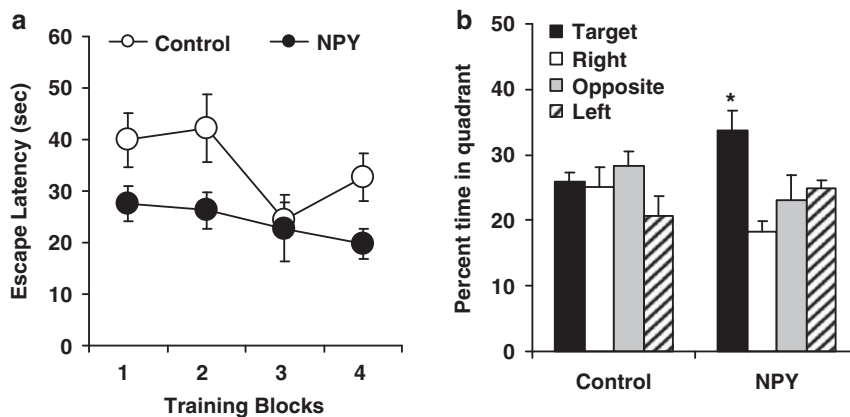 a
Control NPY
Escape Latency (sec)
60
50
40
30
20
10
0
1 2 3 4
Training Blocks
b
Target
Right
Opposite
Left
Percent time in quadrant
50
40
30
20
10
0
*
Control NPY